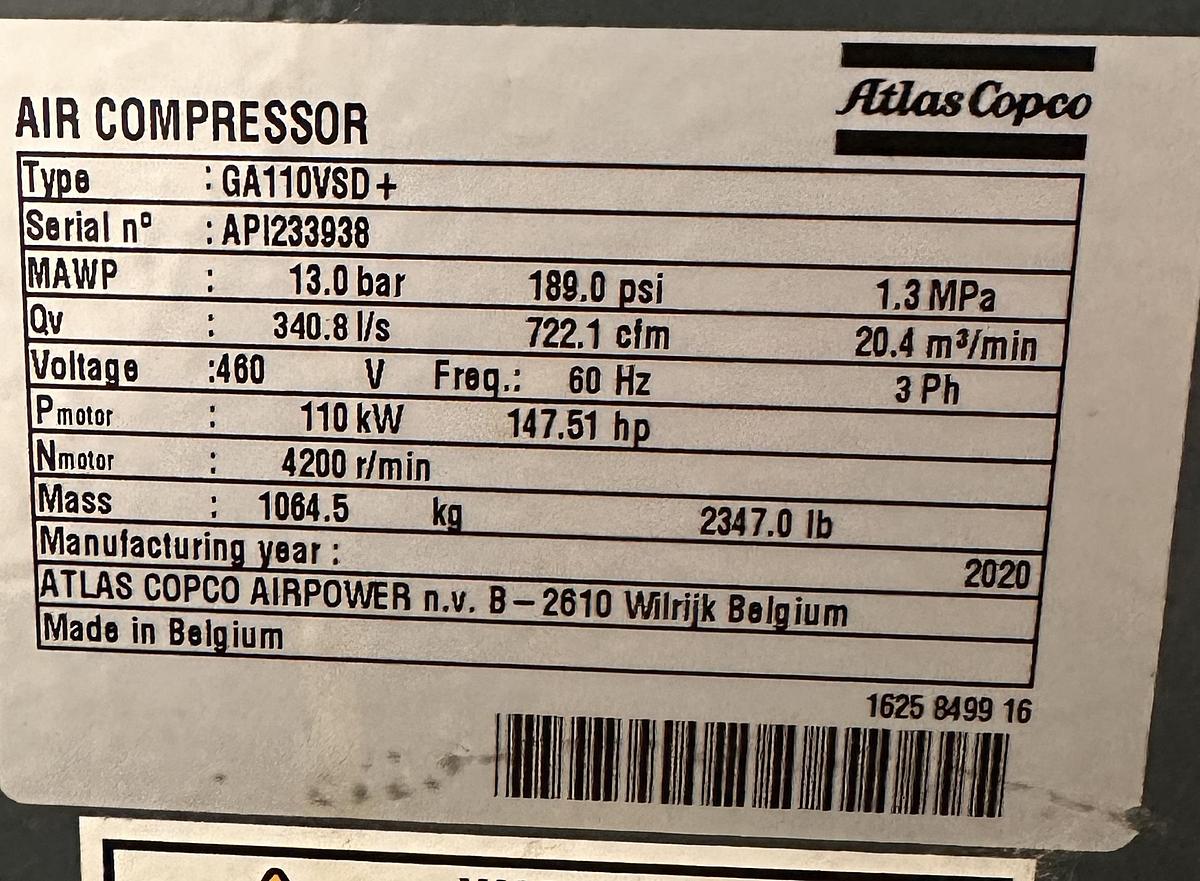 Atlas Copco
AIR COMPRESSOR
Type : GA110VSD+
Serial nº : API233938
MAWP : 13.0 bar 189.0 psi 1.3 MPa
Qv : 340.8 l/s 722.1 cfm 20.4 m³/min
Voltage :460 V Freq.: 60 Hz 3 Ph
Pmotor : 110 kW 147.51 hp
Nmotor : 4200 r/min
Mass : 1064.5 kg 2347.0 lb
Manufacturing year : 2020
ATLAS COPCO AIRPOWER n.v. B-2610 Wilrijk Belgium
Made in Belgium
1625 8499 16